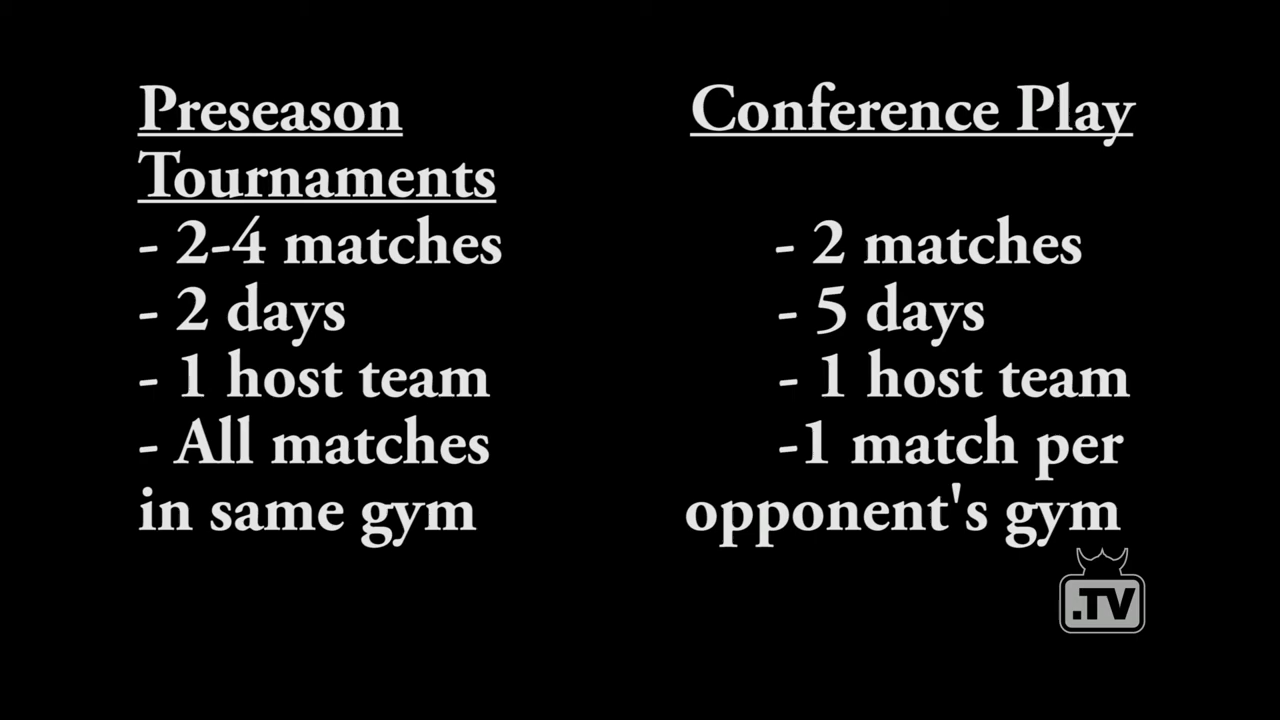 Preseason
Tournaments
- 2-4 matches
- 2 days
- 1 host team
- All matches
in same gym
Conference Play
- 2 matches
- 5 days
- 1 host team
-1 match per
opponent's gym
.TV